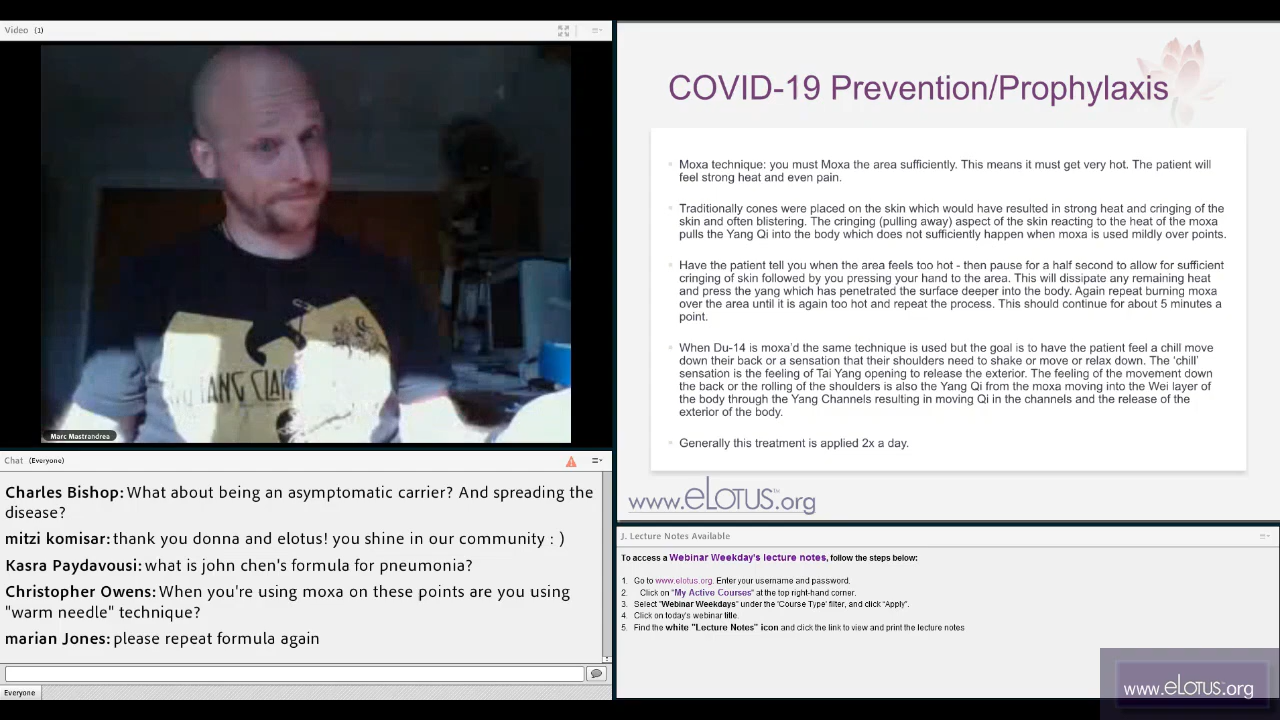 Video (1)
YANG CLAN
Marc Mastrandrea
Chat (Everyone)
Charles Bishop: What about being an asymptomatic carrier? And spreading the
disease?
mitzi komisar: thank you donna and elotus! you shine in our community : )
Kasra Paydavousi: what is john chen's formula for pneumonia?
Christopher Owens: When you're using moxa on these points are you using
"warm needle" technique?
marian Jones: please repeat formula again
Everyone
COVID-19 Prevention/Prophylaxis
Moxa technique: you must Moxa the area sufficiently. This means it must get very hot. The patient will
feel strong heat and even pain.
Traditionally cones were placed on the skin which would have resulted in strong heat and cringing of the
skin and often blistering. The cringing (pulling away) aspect of the skin reacting to the heat of the moxa
pulls the Yang Qi into the body which does not sufficiently happen when moxa is used mildly over points.
Have the patient tell you when the area feels too hot - then pause for a half second to allow for sufficient
cringing of skin followed by you pressing your hand to the area. This will dissipate any remaining heat
and press the yang which has penetrated the surface deeper into the body. Again repeat burning moxa
over the area until it is again too hot and repeat the process. This should continue for about 5 minutes a
point.
When Du-14 is moxa'd the same technique is used but the goal is to have the patient feel a chill move
down their back or a sensation that their shoulders need to shake or move or relax down. The 'chill'
sensation is the feeling of Tai Yang opening to release the exterior. The feeling of the movement down
the back or the rolling of the shoulders is also the Yang Qi from the moxa moving into the Wei layer of
the body through the Yang Channels resulting in moving Qi in the channels and the release of the
exterior of the body.
Generally this treatment is applied 2x a day.
www.eLotus.org
J. Lecture Notes Available
To access a Webinar Weekday's lecture notes, follow the steps below:
1. Go to www.elotus.org. Enter your username and password.
2. Click on "My Active Courses" at the top right-hand corner.
3. Select "Webinar Weekdays" under the 'Course Type' filter, and click "Apply".
4. Click on today's webinar title.
5. Find the white "Lecture Notes" icon and click the link to view and print the lecture notes
www.eLotus.org